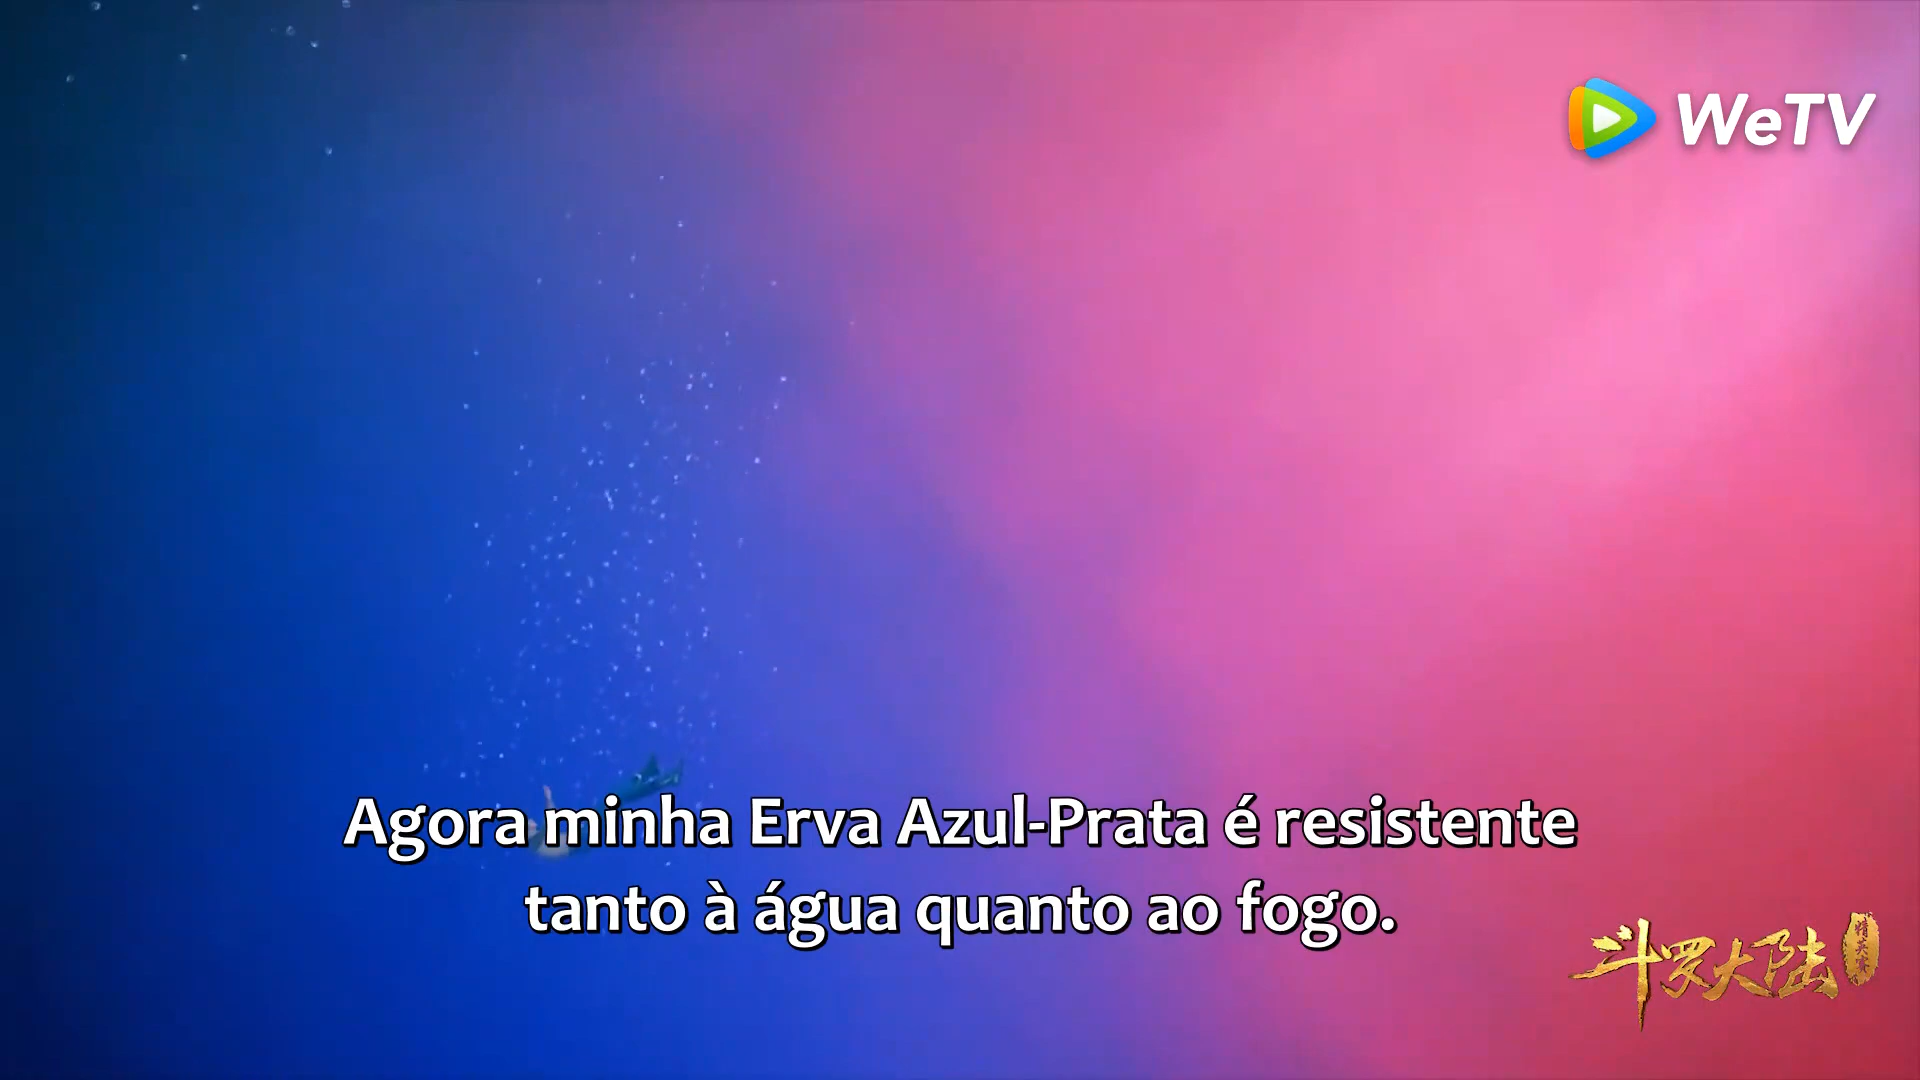 WeTV
Agora minha Erva Azul-Prata é resistente
tanto à água quanto ao fogo.
斗罗大陆